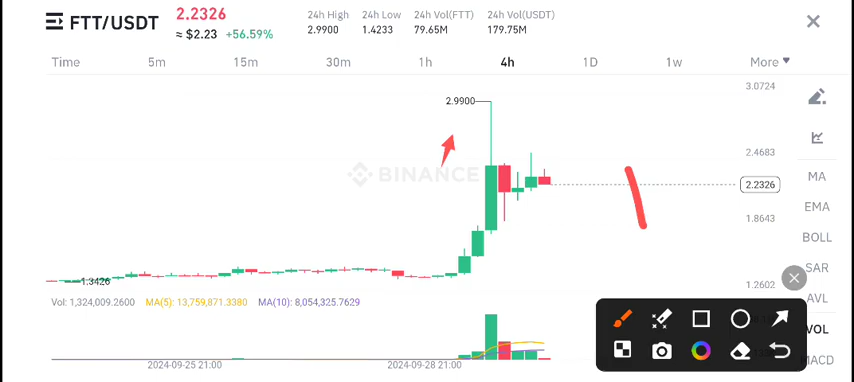 FTT/USDT
2.2326
≈ $2.23 +56.59%
24h High 24h Low 24h Vol(FTT) 24h Vol(USDT)
2.9900 1.4233 79.65M 179.75M
Time 5m 15m 30m 1h 4h 1D 1w More
3.0724
2.9900
2.4683
BINANCE
MA
2.2326
EMA
1.8643
BOLL
SAR
1.3426
1.2602
AVL
Vol: 1,324,009.2600 MA(5): 13,759,871.3380 MA(10): 8,054,325.7629
VOL
MACD
2024-09-25 21:00 2024-09-28 21:00